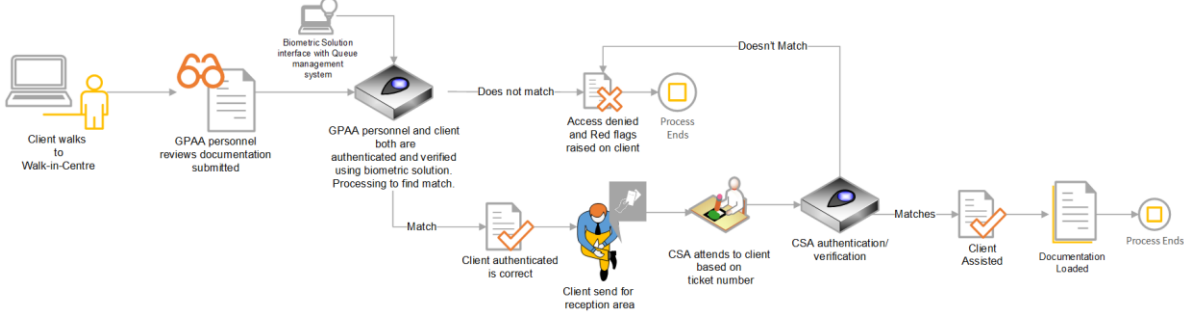 Client walks
to
Walk-in-Centre
GPAA personnel
reviews documentation
submitted
Biometric Solution
interface with Queue
management
system
GPAA personnel and client
both are
authenticated and verified
using biometric solution.
Processing to find match.
Does not match
Access denied
and Red flags
raised on client
Process
Ends
Doesn't Match
Match
Client authenticated
is correct
Client send for
reception area
CSA attends to client
based on
ticket number
CSA authentication/
verification
Matches
Client
Assisted
Documentation
Loaded
Process Ends